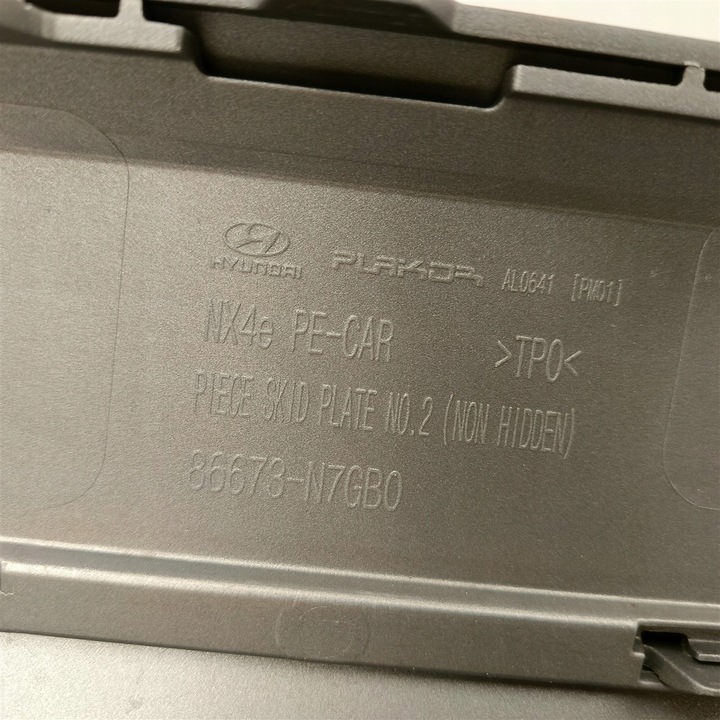 HYUNDAI PLAKOR AL0641 [PM01]
NX4e PE-CAR >TPO<
PIECE SKID PLATE NO.2 (NON HIDDEN)
86673-N7GB0